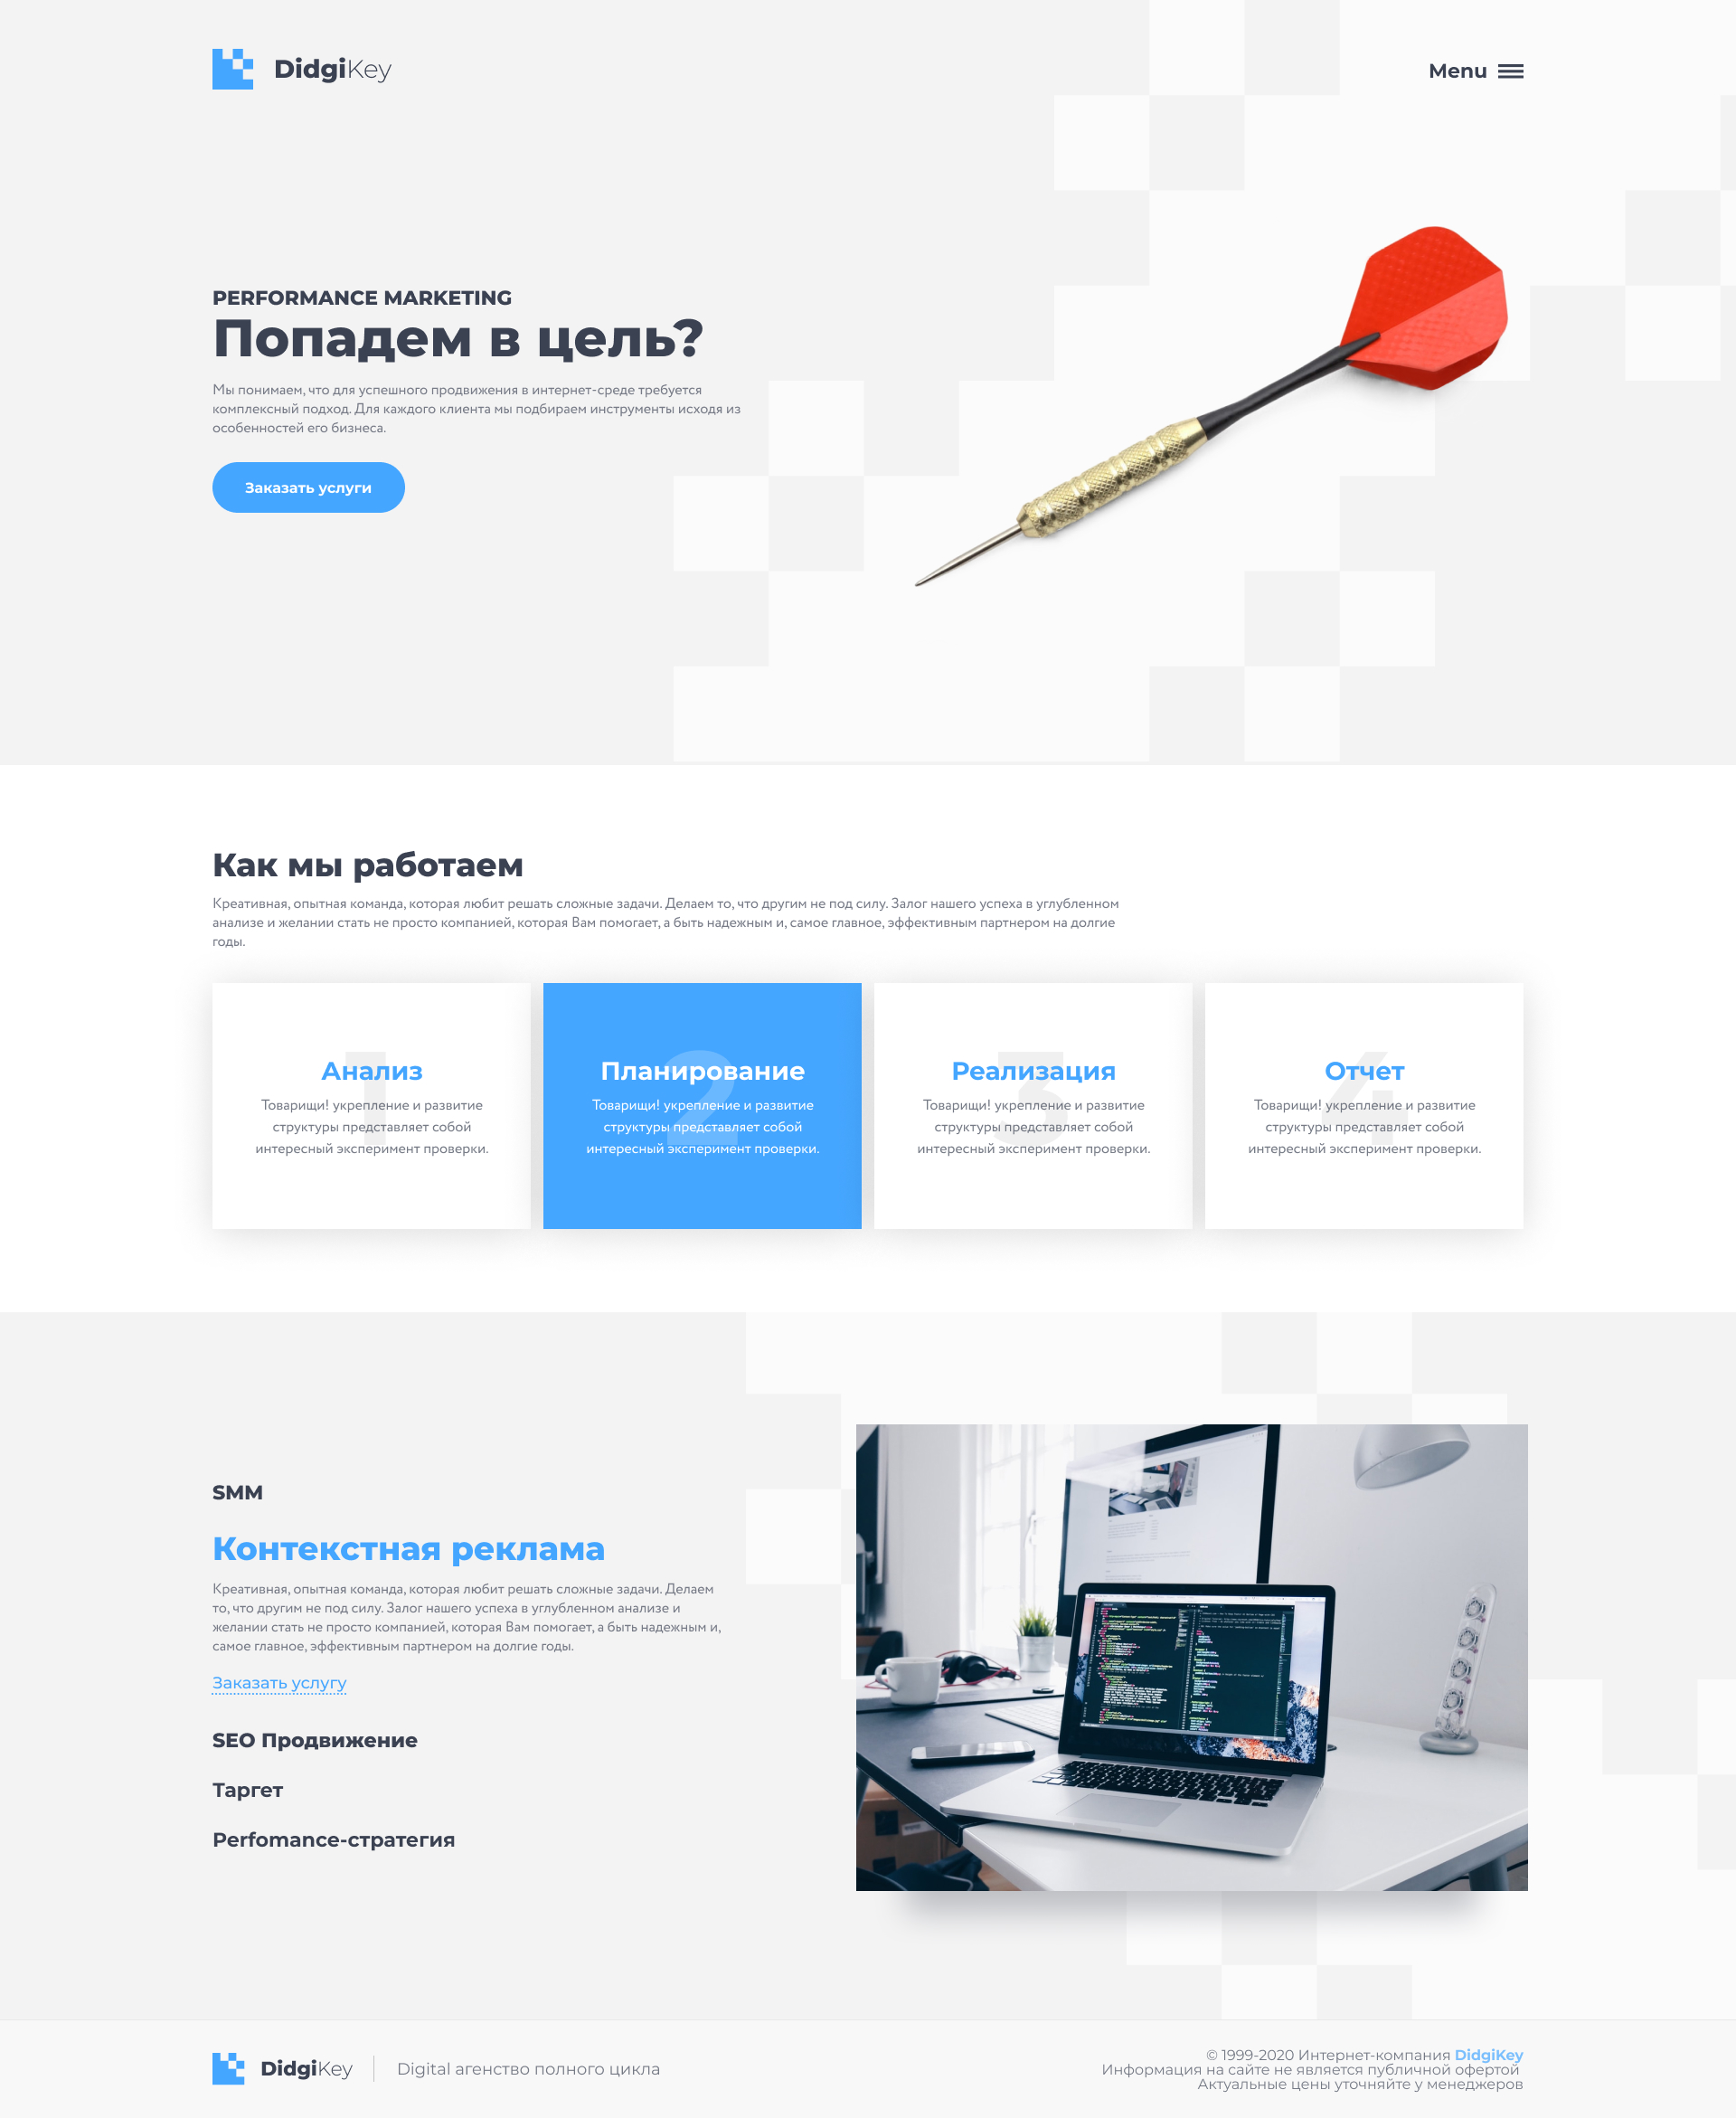 DidgiKey
Menu
PERFORMANCE MARKETING
Попадем в цель?
Мы понимаем, что для успешного продвижения в интернет-среде требуется
комплексный подход. Для каждого клиента мы подбираем инструменты исходя из
особенностей его бизнеса.
Заказать услуги
Как мы работаем
Креативная, опытная команда, которая любит решать сложные задачи. Делаем то, что другим не под силу. Залог нашего успеха в углубленном
анализе и желании стать не просто компанией, которая Вам помогает, а быть надежным и, самое главное, эффективным партнером на долгие
годы.
1
Анализ
Товарищи! укрепление и развитие
структуры представляет собой
интересный эксперимент проверки.
2
Планирование
Товарищи! укрепление и развитие
структуры представляет собой
интересный эксперимент проверки.
3
Реализация
Товарищи! укрепление и развитие
структуры представляет собой
интересный эксперимент проверки.
4
Отчет
Товарищи! укрепление и развитие
структуры представляет собой
интересный эксперимент проверки.
SMM
Контекстная реклама
Креативная, опытная команда, которая любит решать сложные задачи. Делаем
то, что другим не под силу. Залог нашего успеха в углубленном анализе и
желании стать не просто компанией, которая Вам помогает, а быть надежным и,
самое главное, эффективным партнером на долгие годы.
Заказать услугу
SEO Продвижение
Таргет
Perfomance-стратегия
DidgiKey
Digital агенство полного цикла
© 1999-2020 Интернет-компания DidgiKey
Информация на сайте не является публичной офертой
Актуальные цены уточняйте у менеджеров